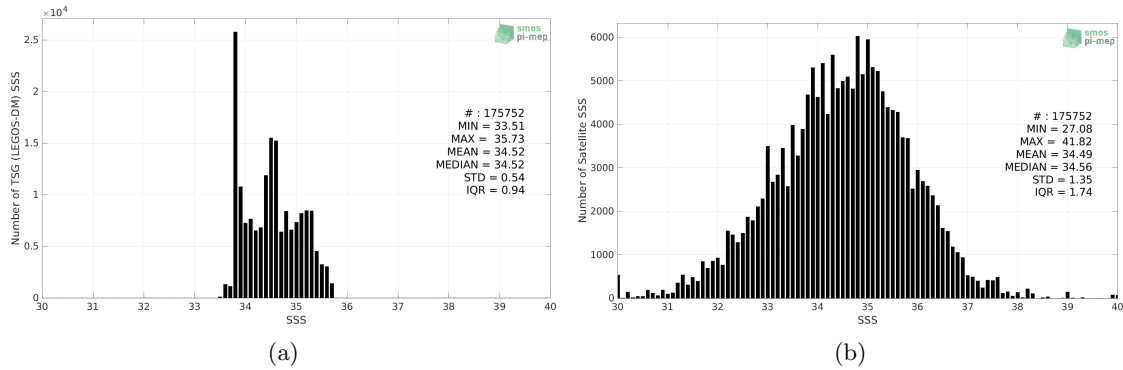 ×10⁴
2.5
2
1.5
1
0.5
0
30 31 32 33 34 35 36 37 38 39 40
SSS
Number of TSG (LEGOS-DM) SSS
smos
pi-mep
# : 175752
MIN = 33.51
MAX = 35.73
MEAN = 34.52
MEDIAN = 34.52
STD = 0.54
IQR = 0.94
(a)
6000
5000
4000
3000
2000
1000
0
30 31 32 33 34 35 36 37 38 39 40
SSS
Number of Satellite SSS
smos
pi-mep
# : 175752
MIN = 27.08
MAX = 41.82
MEAN = 34.49
MEDIAN = 34.56
STD = 1.35
IQR = 1.74
(b)